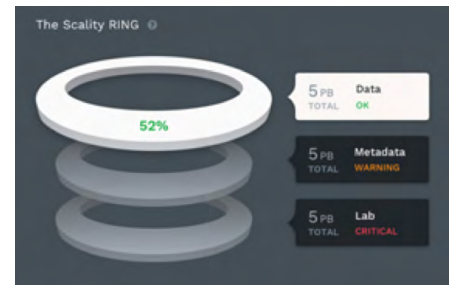 The Scality RING
52%
5 PB Data
TOTAL OK
5 PB Metadata
TOTAL WARNING
5 PB Lab
TOTAL CRITICAL